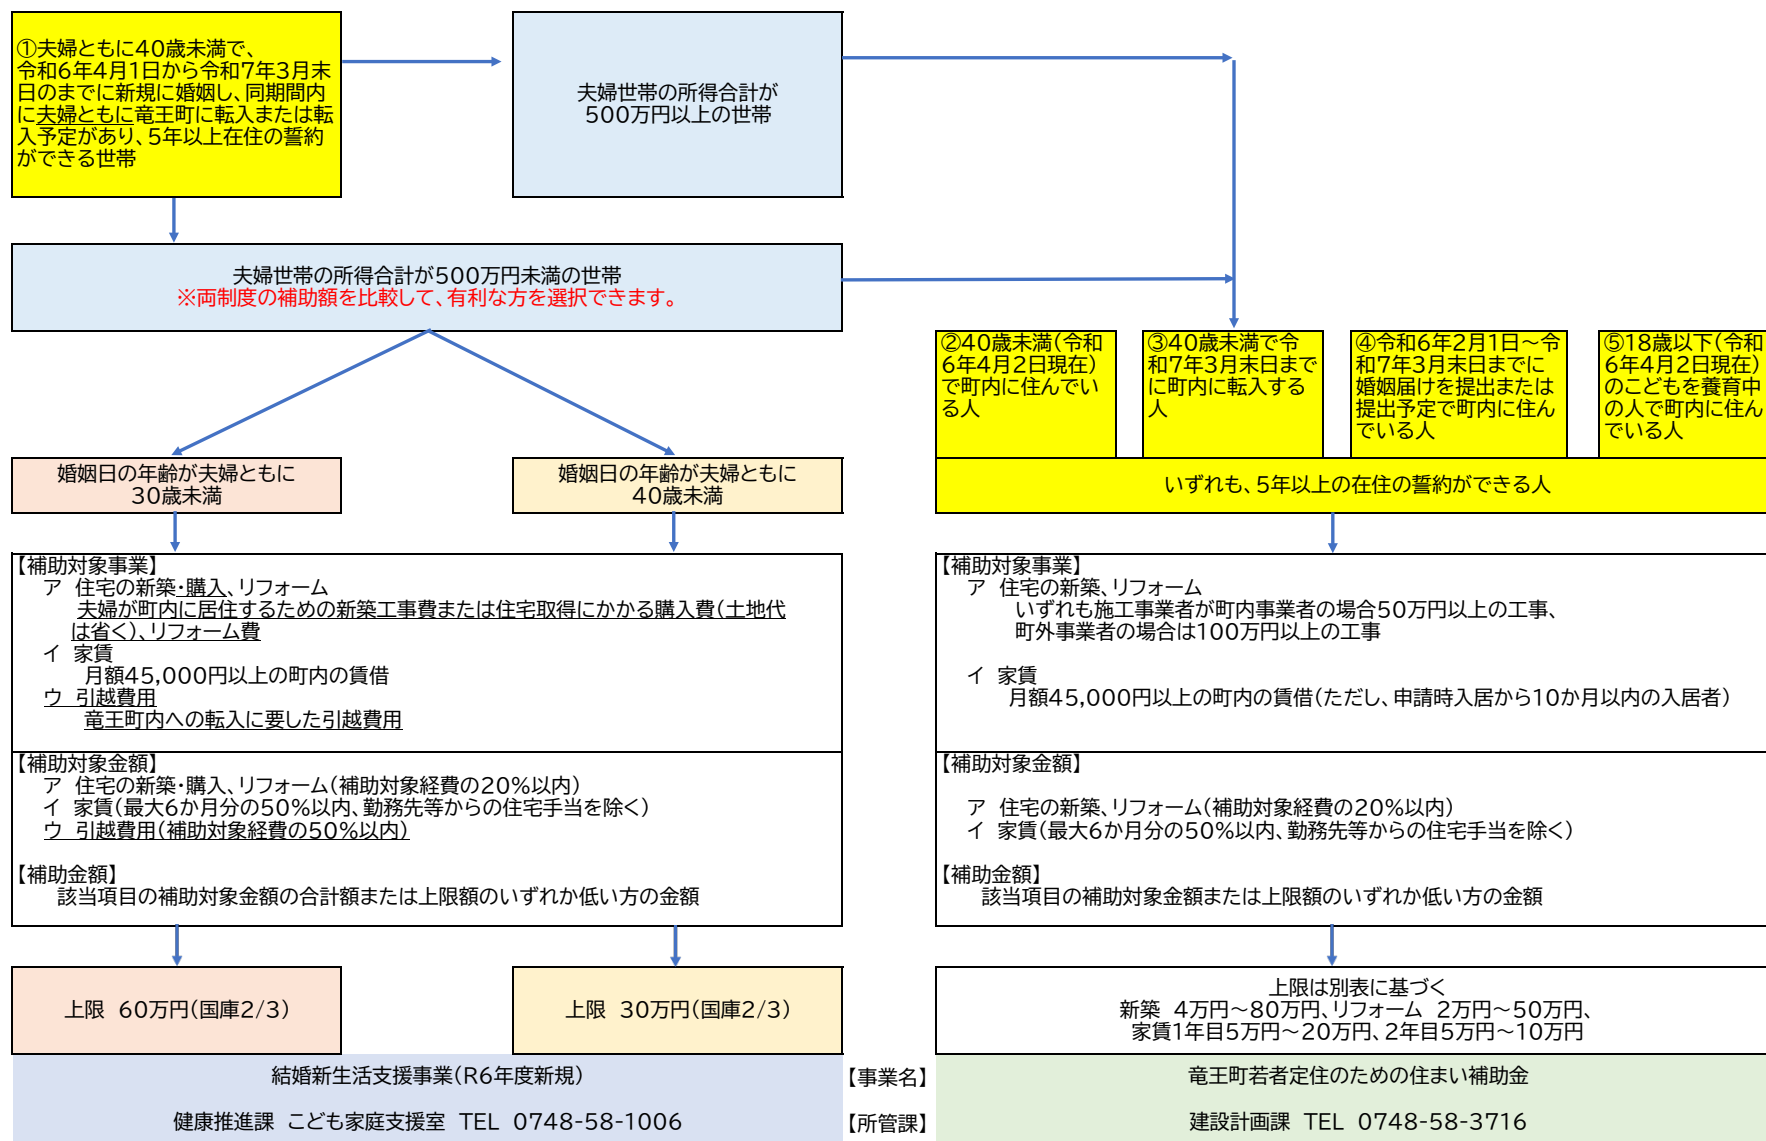 ①夫婦ともに40歳未満で、
令和6年4月1日から令和7年3月末
日のまでに新規に婚姻し、同期間内
に夫婦ともに竜王町に転入または転
入予定があり、5年以上在住の誓約
ができる世帯
夫婦世帯の所得合計が
500万円以上の世帯
夫婦世帯の所得合計が500万円未満の世帯
※両制度の補助額を比較して、有利な方を選択できます。
②40歳未満(令和
6年4月2日現在)
で町内に住んでい
る人
③40歳未満で令
和7年3月末日まで
に町内に転入する
人
④令和6年2月1日～令
和7年3月末日までに
婚姻届けを提出または
提出予定で町内に住ん
でいる人
⑤18歳以下(令和
6年4月2日現在)
のこどもを養育中
の人で町内に住ん
でいる人
いずれも、5年以上の在住の誓約ができる人
婚姻日の年齢が夫婦ともに
30歳未満
婚姻日の年齢が夫婦ともに
40歳未満
【補助対象事業】
ア 住宅の新築・購入、リフォーム
夫婦が町内に居住するための新築工事費または住宅取得にかかる購入費(土地代
は省く)、リフォーム費
イ 家賃
月額45,000円以上の町内の賃借
ウ 引越費用
竜王町内への転入に要した引越費用
【補助対象金額】
ア 住宅の新築・購入、リフォーム(補助対象経費の20%以内)
イ 家賃(最大6か月分の50%以内、勤務先等からの住宅手当を除く)
ウ 引越費用(補助対象経費の50%以内)
【補助金額】
該当項目の補助対象金額の合計額または上限額のいずれか低い方の金額
【補助対象事業】
ア 住宅の新築、リフォーム
いずれも施工事業者が町内事業者の場合50万円以上の工事、
町外事業者の場合は100万円以上の工事
イ 家賃
月額45,000円以上の町内の賃借(ただし、申請時入居から10か月以内の入居者)
【補助対象金額】
ア 住宅の新築、リフォーム(補助対象経費の20%以内)
イ 家賃(最大6か月分の50%以内、勤務先等からの住宅手当を除く)
【補助金額】
該当項目の補助対象金額または上限額のいずれか低い方の金額
上限 60万円(国庫2/3)
上限 30万円(国庫2/3)
上限は別表に基づく
新築 4万円～80万円、リフォーム 2万円～50万円、
家賃1年目5万円～20万円、2年目5万円～10万円
結婚新生活支援事業(R6年度新規)
【事業名】
竜王町若者定住のための住まい補助金
健康推進課 こども家庭支援室 TEL 0748-58-1006
【所管課】
建設計画課 TEL 0748-58-3716